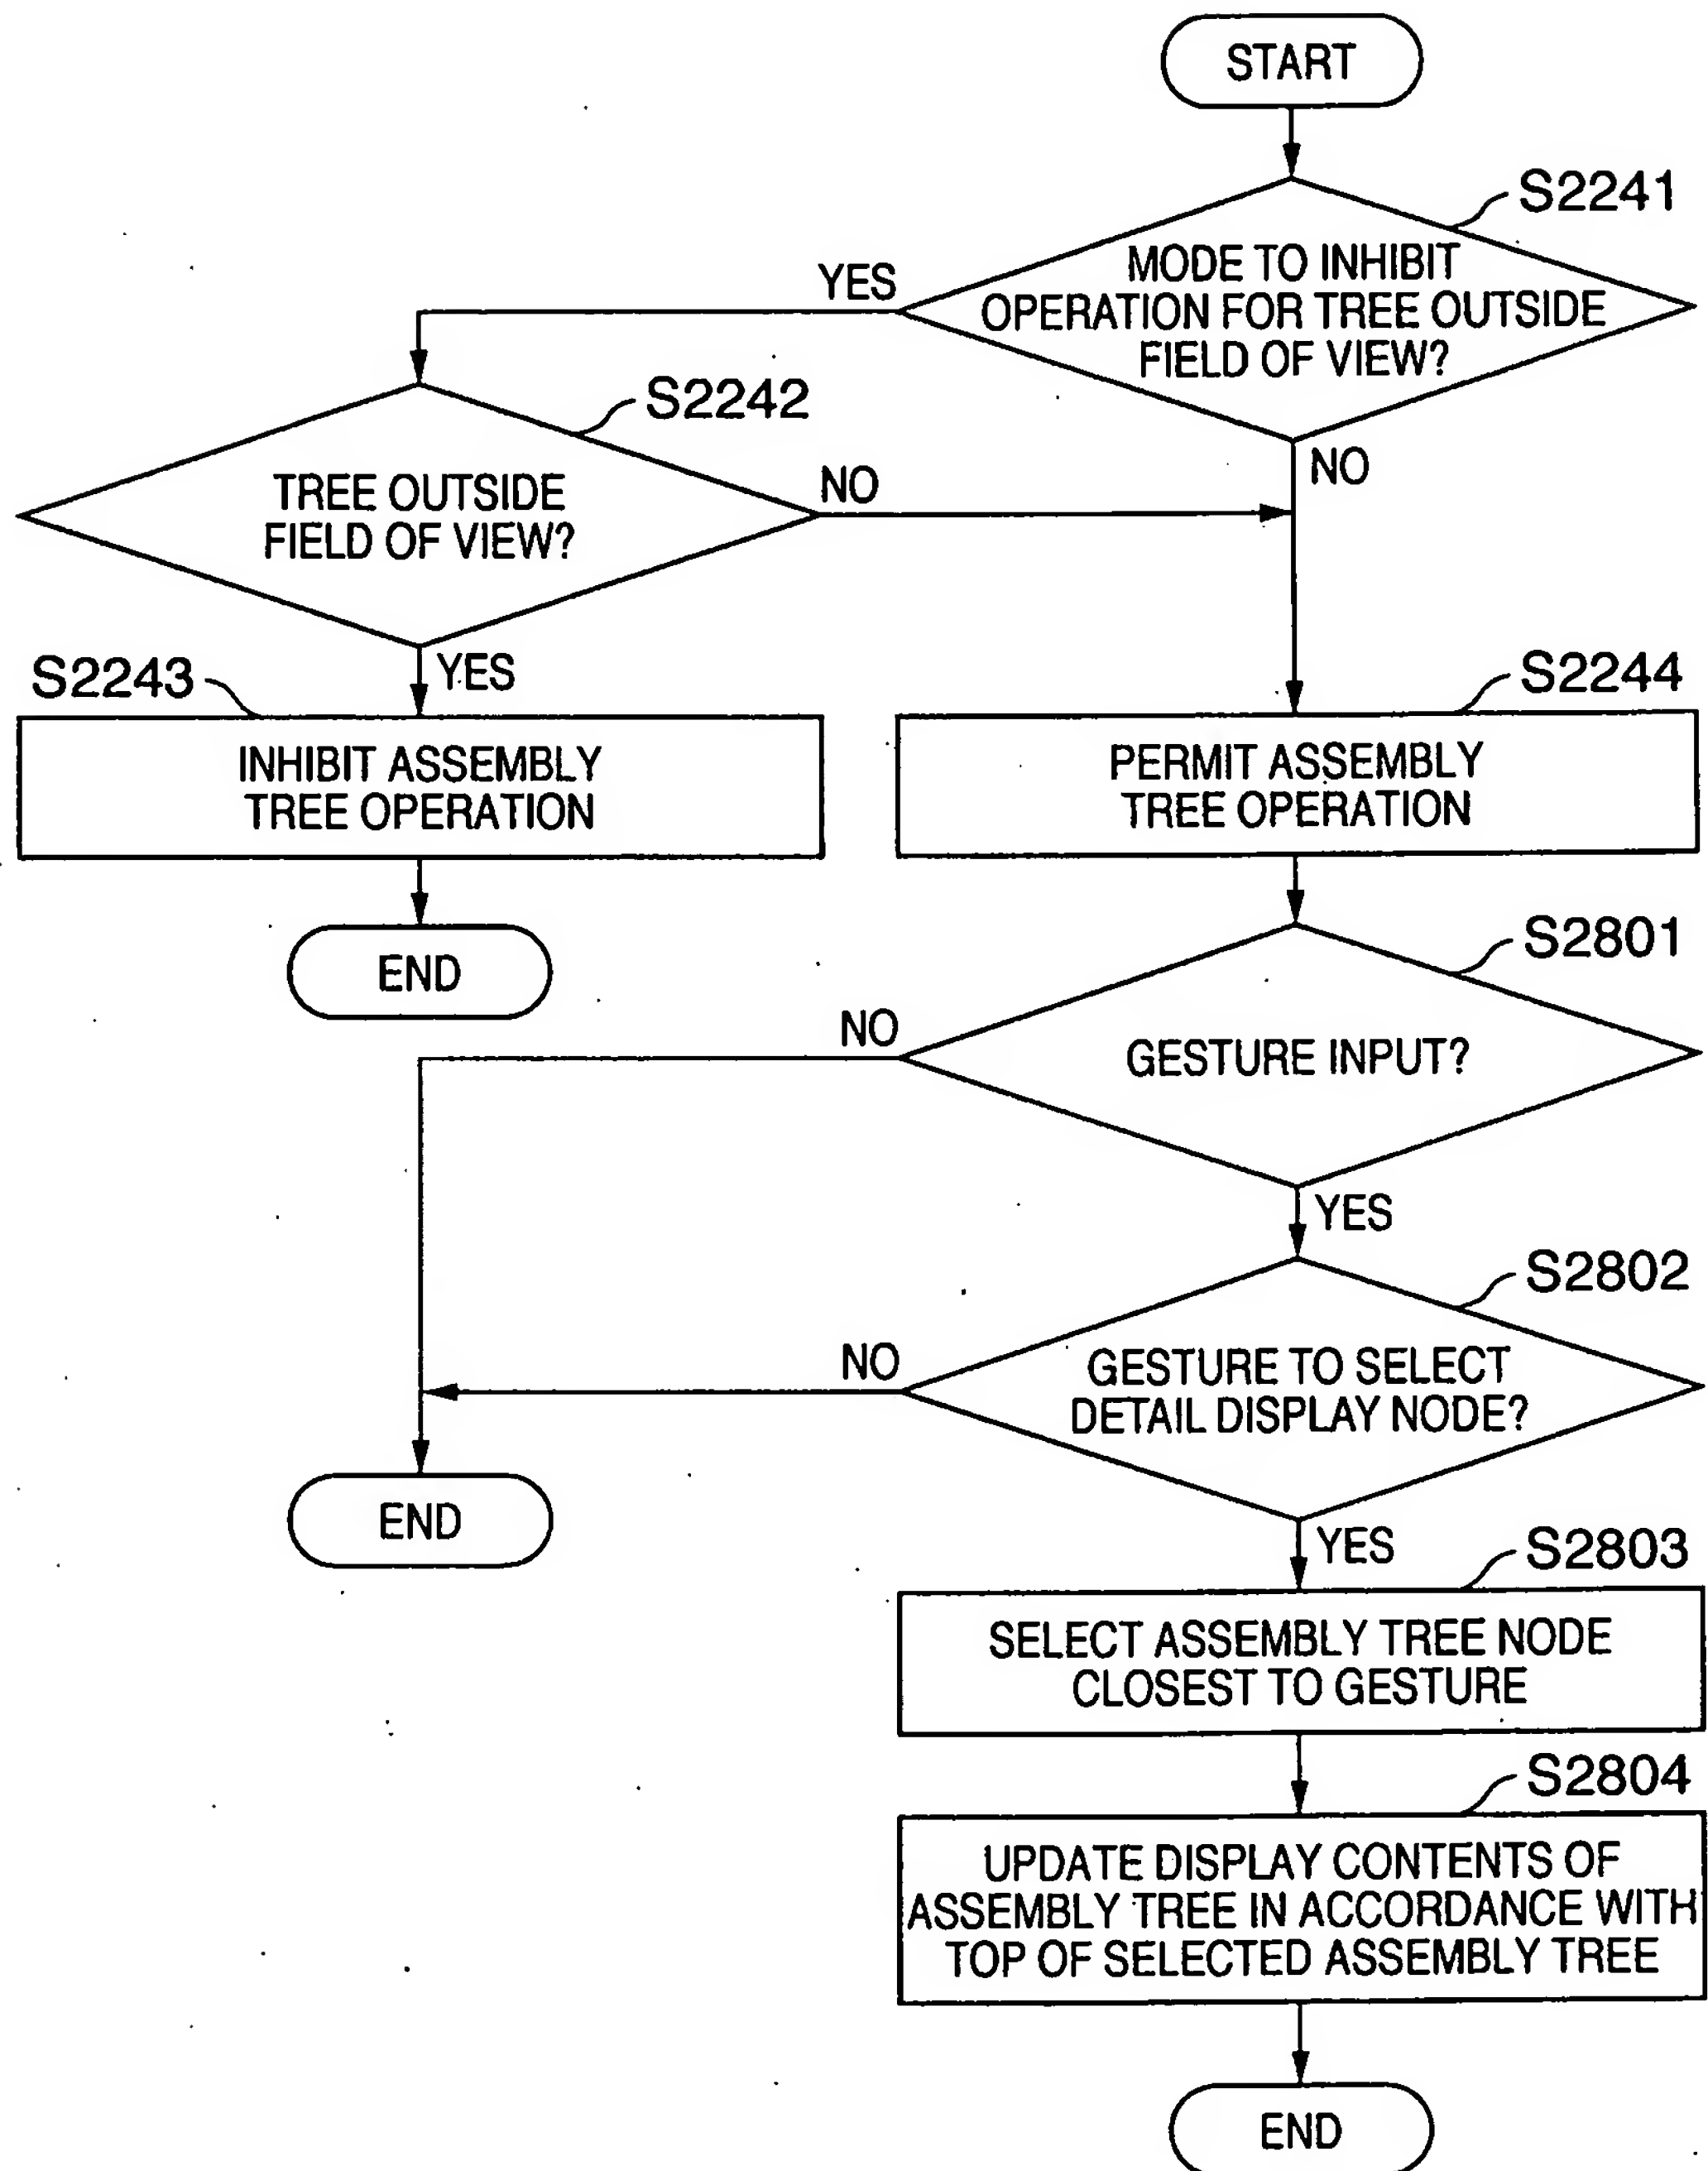 START
S2241
MODE TO INHIBIT
OPERATION FOR TREE OUTSIDE
FIELD OF VIEW?
YES
NO
S2242
TREE OUTSIDE
FIELD OF VIEW?
NO
YES
S2243
INHIBIT ASSEMBLY
TREE OPERATION
END
S2244
PERMIT ASSEMBLY
TREE OPERATION
S2801
GESTURE INPUT?
NO
YES
S2802
GESTURE TO SELECT
DETAIL DISPLAY NODE?
NO
END
YES
S2803
SELECT ASSEMBLY TREE NODE
CLOSEST TO GESTURE
S2804
UPDATE DISPLAY CONTENTS OF
ASSEMBLY TREE IN ACCORDANCE WITH
TOP OF SELECTED ASSEMBLY TREE
END